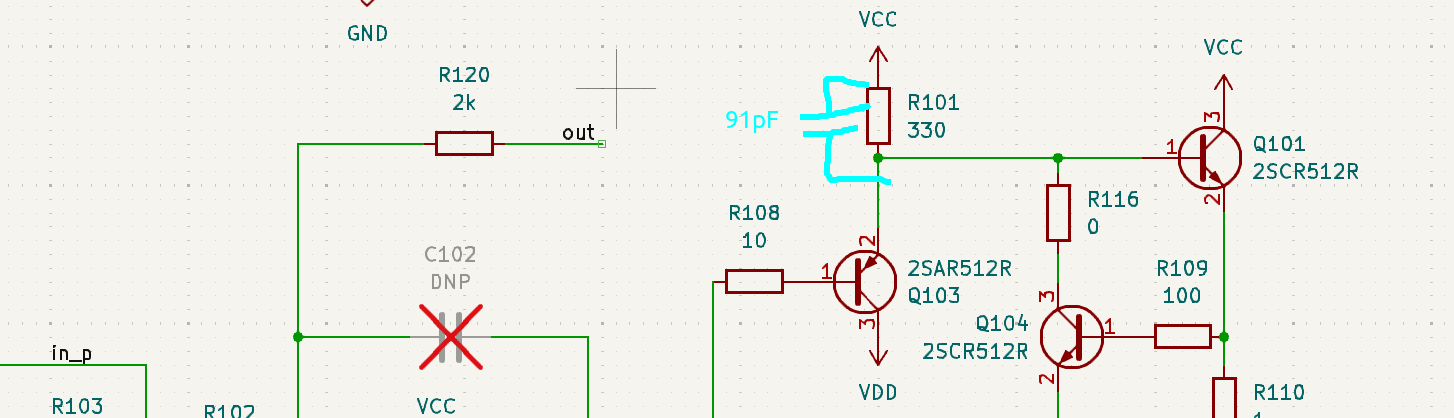 VCC
GND
VCC
R120
2k
91pF
R101
330
out
3
1
Q101
2SCR512R
2
R116
0
R108
10
2
C102
DNP
1
2SAR512R
Q103
R109
100
3
3
Q104
2SCR512R
1
in_p
2
VDD
R110
R103
R102
VCC